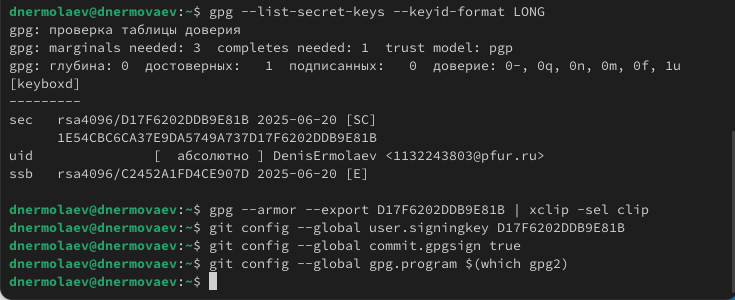 dnermolaev@dnermovaev:~$ gpg --list-secret-keys --keyid-format LONG
gpg: проверка таблицы доверия
gpg: marginals needed: 3  completes needed: 1  trust model: pgp
gpg: глубина: 0  достоверных:   1  подписанных:   0  доверие: 0-, 0q, 0n, 0m, 0f, 1u
[keyboxd]
---------
sec   rsa4096/D17F6202DDB9E81B 2025-06-20 [SC]
      1E54CBC6CA37E9DA5749A737D17F6202DDB9E81B
uid               [  абсолютно ] DenisErmolaev <1132243803@pfur.ru>
ssb   rsa4096/C2452A1FD4CE907D 2025-06-20 [E]
dnermolaev@dnermovaev:~$ gpg --armor --export D17F6202DDB9E81B | xclip -sel clip
dnermolaev@dnermovaev:~$ git config --global user.signingkey D17F6202DDB9E81B
dnermolaev@dnermovaev:~$ git config --global commit.gpgsign true
dnermolaev@dnermovaev:~$ git config --global gpg.program $(which gpg2)
dnermolaev@dnermovaev:~$